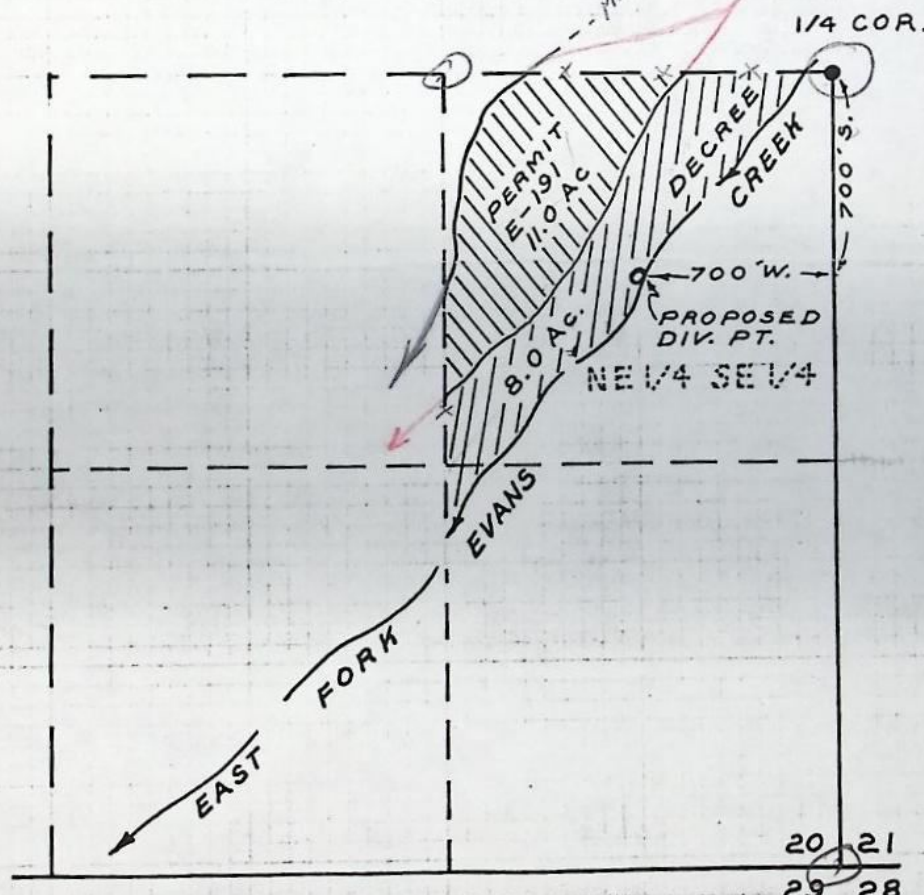 1/4 COR.
PERMIT
E-191
11.0 Ac
DECREE
CREEK
700'S.
700'W.
PROPOSED
DIV. PT.
8.0 Ac.
NE 1/4 SE 1/4
EVANS
FORK
EAST
20 21
29 28